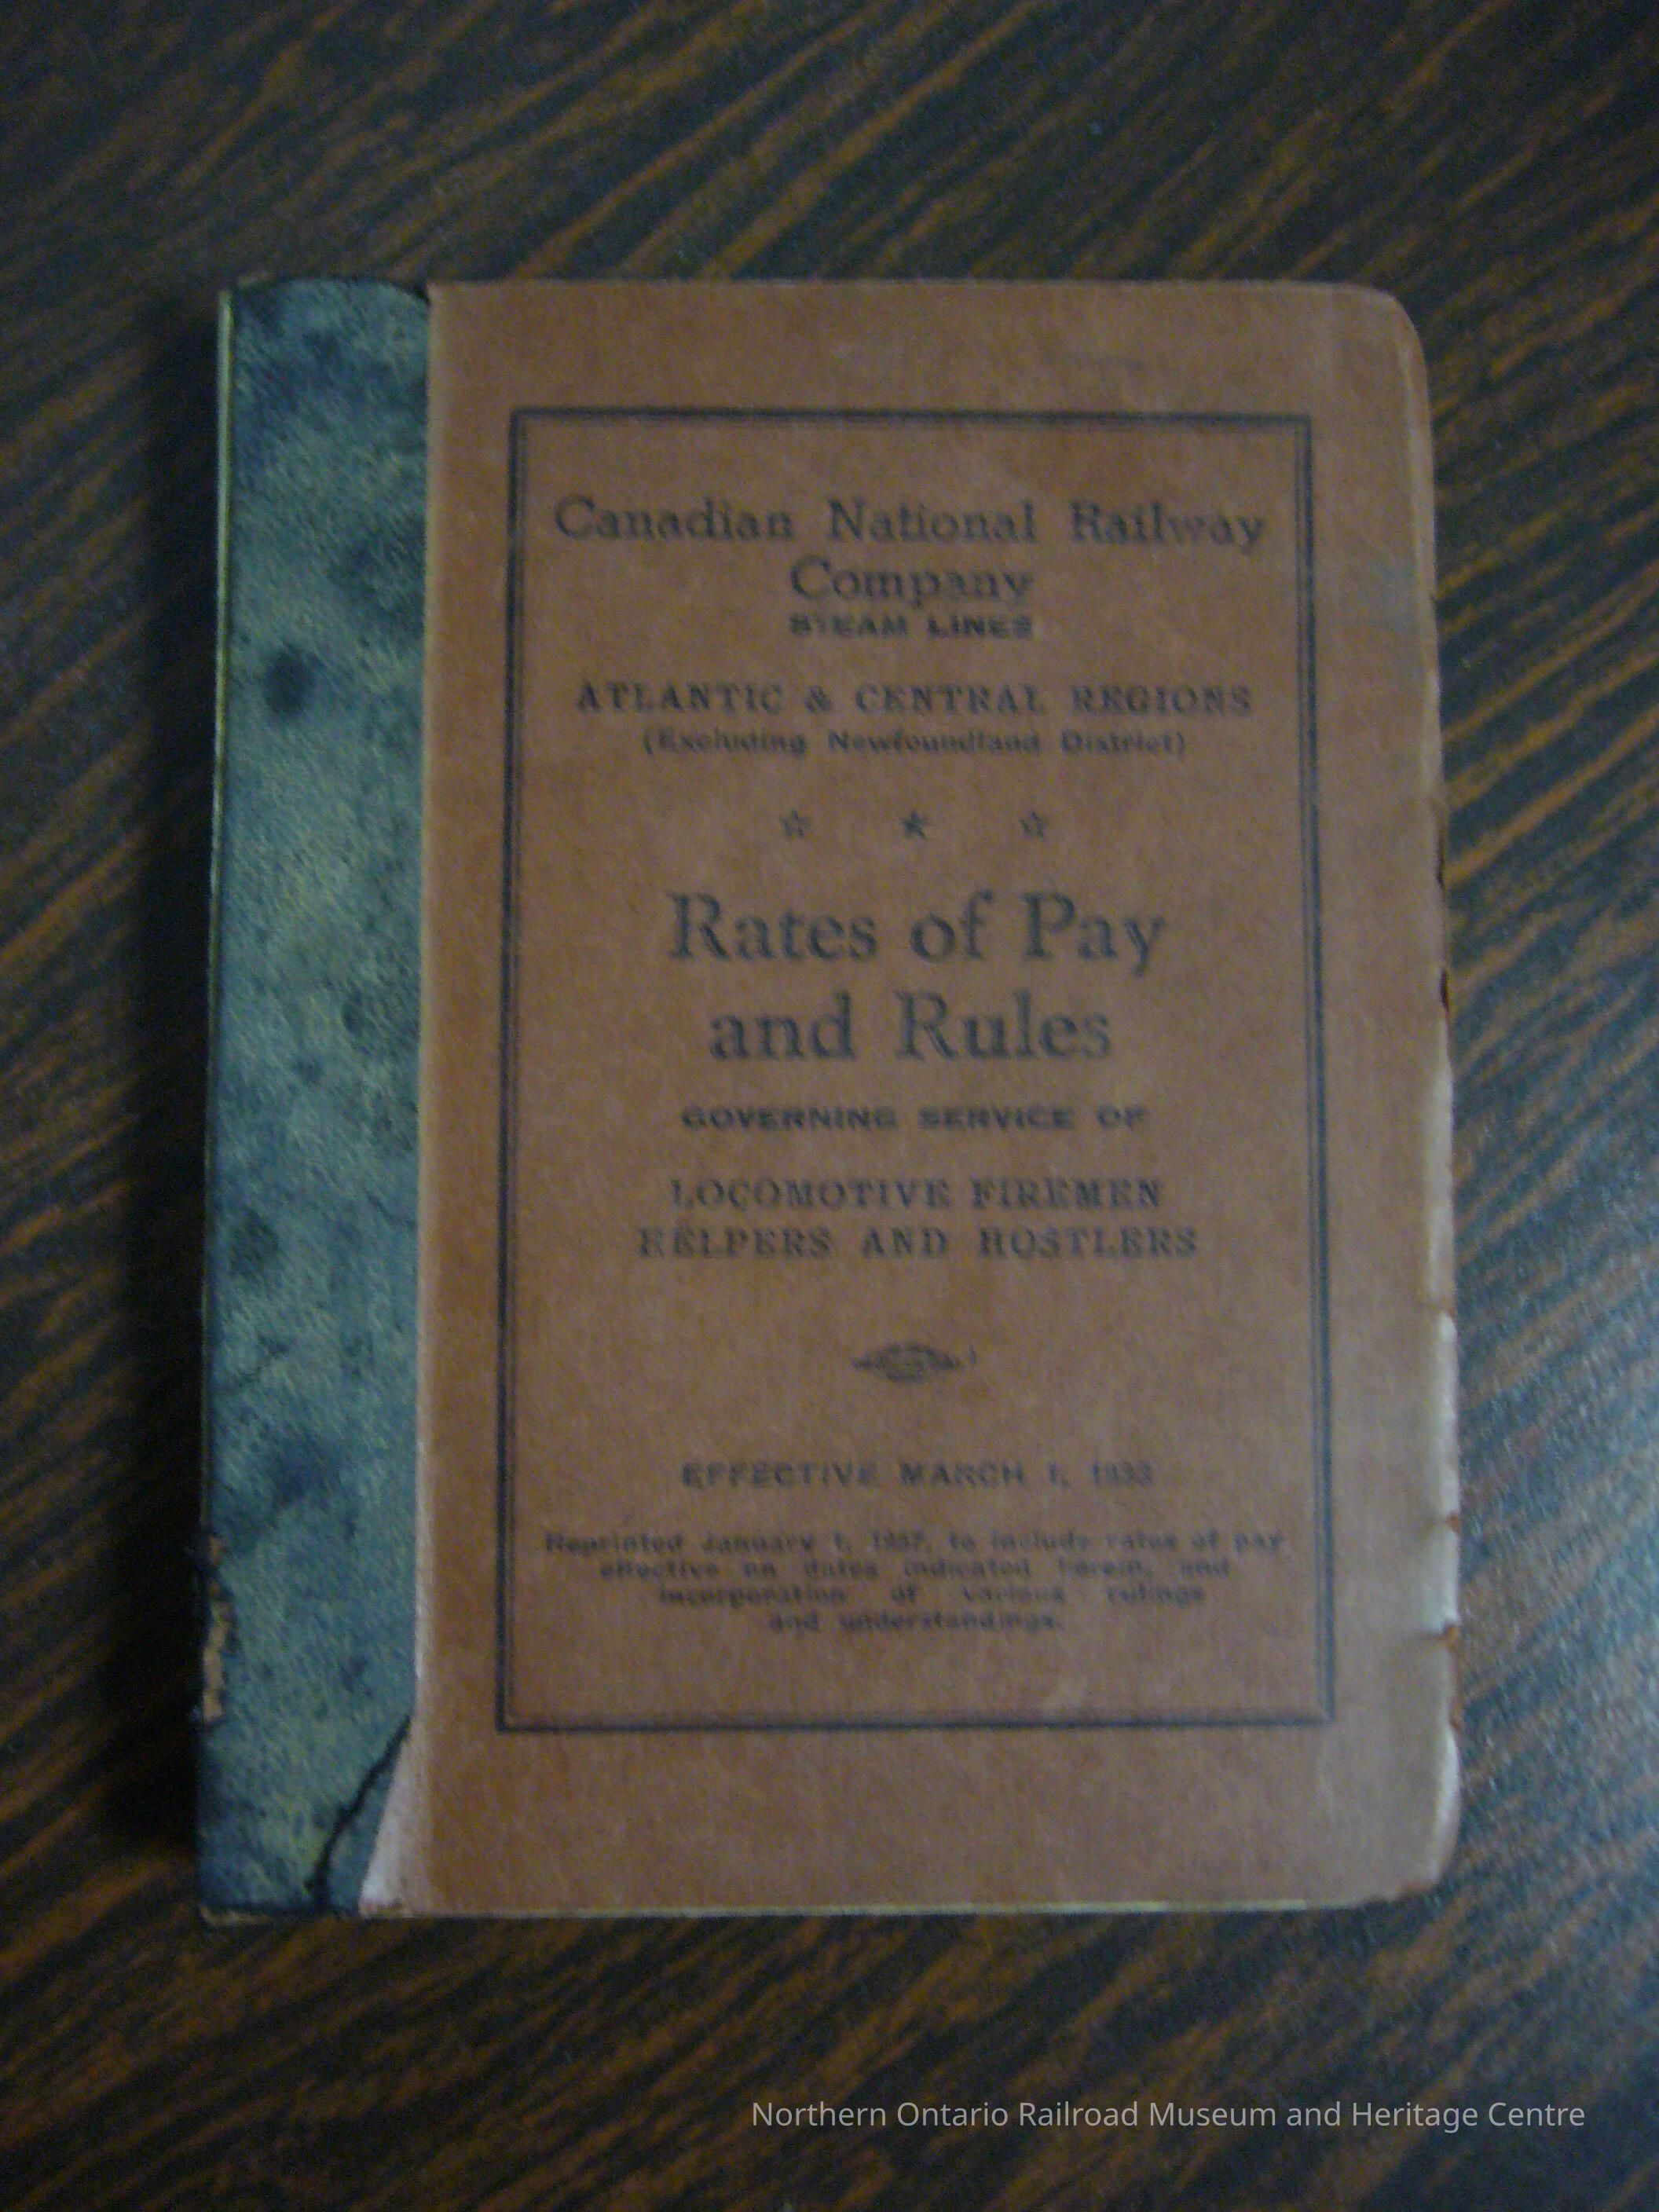 Canadian National Railway
Company
STEAM LINES
ATLANTIC & CENTRAL REGIONS
(Excluding Newfoundland District)
Rates of Pay
and Rules
GOVERNING SERVICE OF
LOCOMOTIVE FIREMEN
HELPERS AND HOSTLERS
EFFECTIVE MARCH 1,
Reprinted January 1, 1957, to include rates of pay
effective on dates indicated herein, and
incorporation of various rulings
and understandings.
Northern Ontario Railroad Museum and Heritage Centre